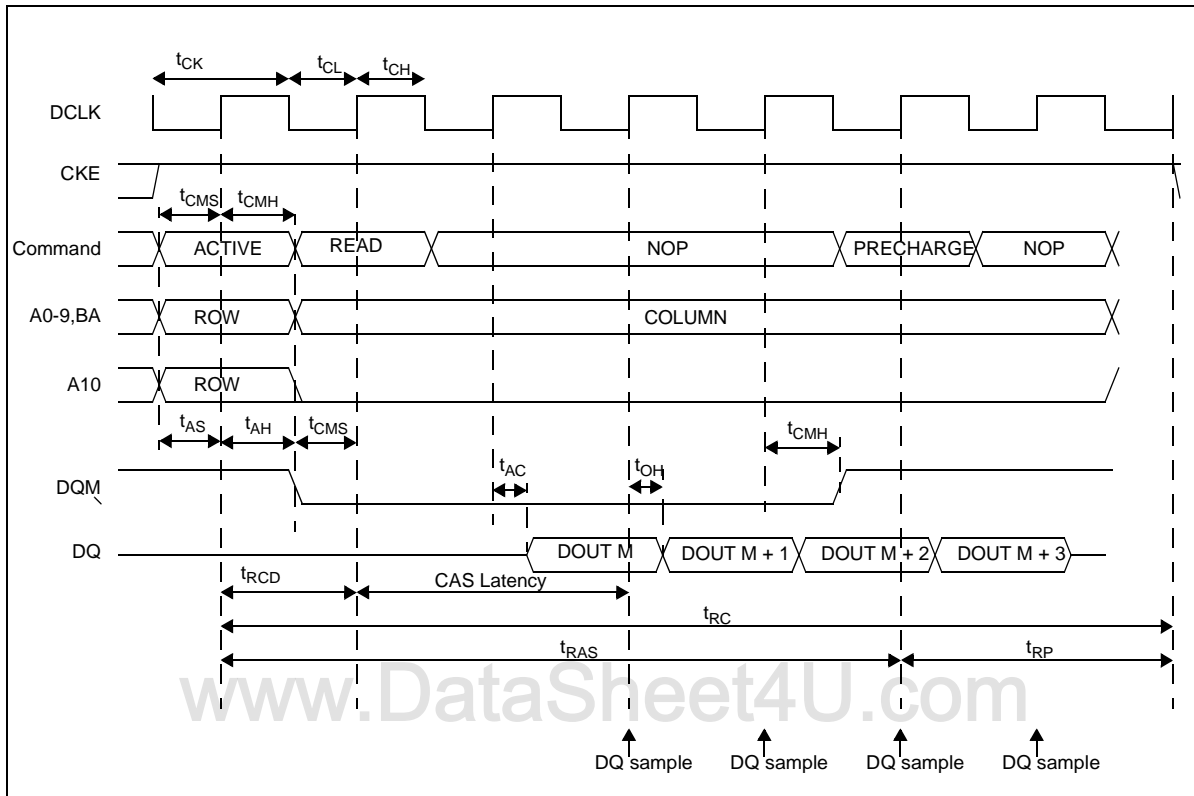 tCK tCL tCH
DCLK
CKE
tCMS tCMH
Command ACTIVE READ NOP PRECHARGE NOP
A0-9,BA ROW COLUMN
A10 ROW
tAS tAH tCMS tCMH
tAC tOH
DQM
DQ DOUT M DOUT M + 1 DOUT M + 2 DOUT M + 3
tRCD CAS Latency
tRC
tRAS tRP
www.DataSheet4U.com
DQ sample DQ sample DQ sample DQ sample